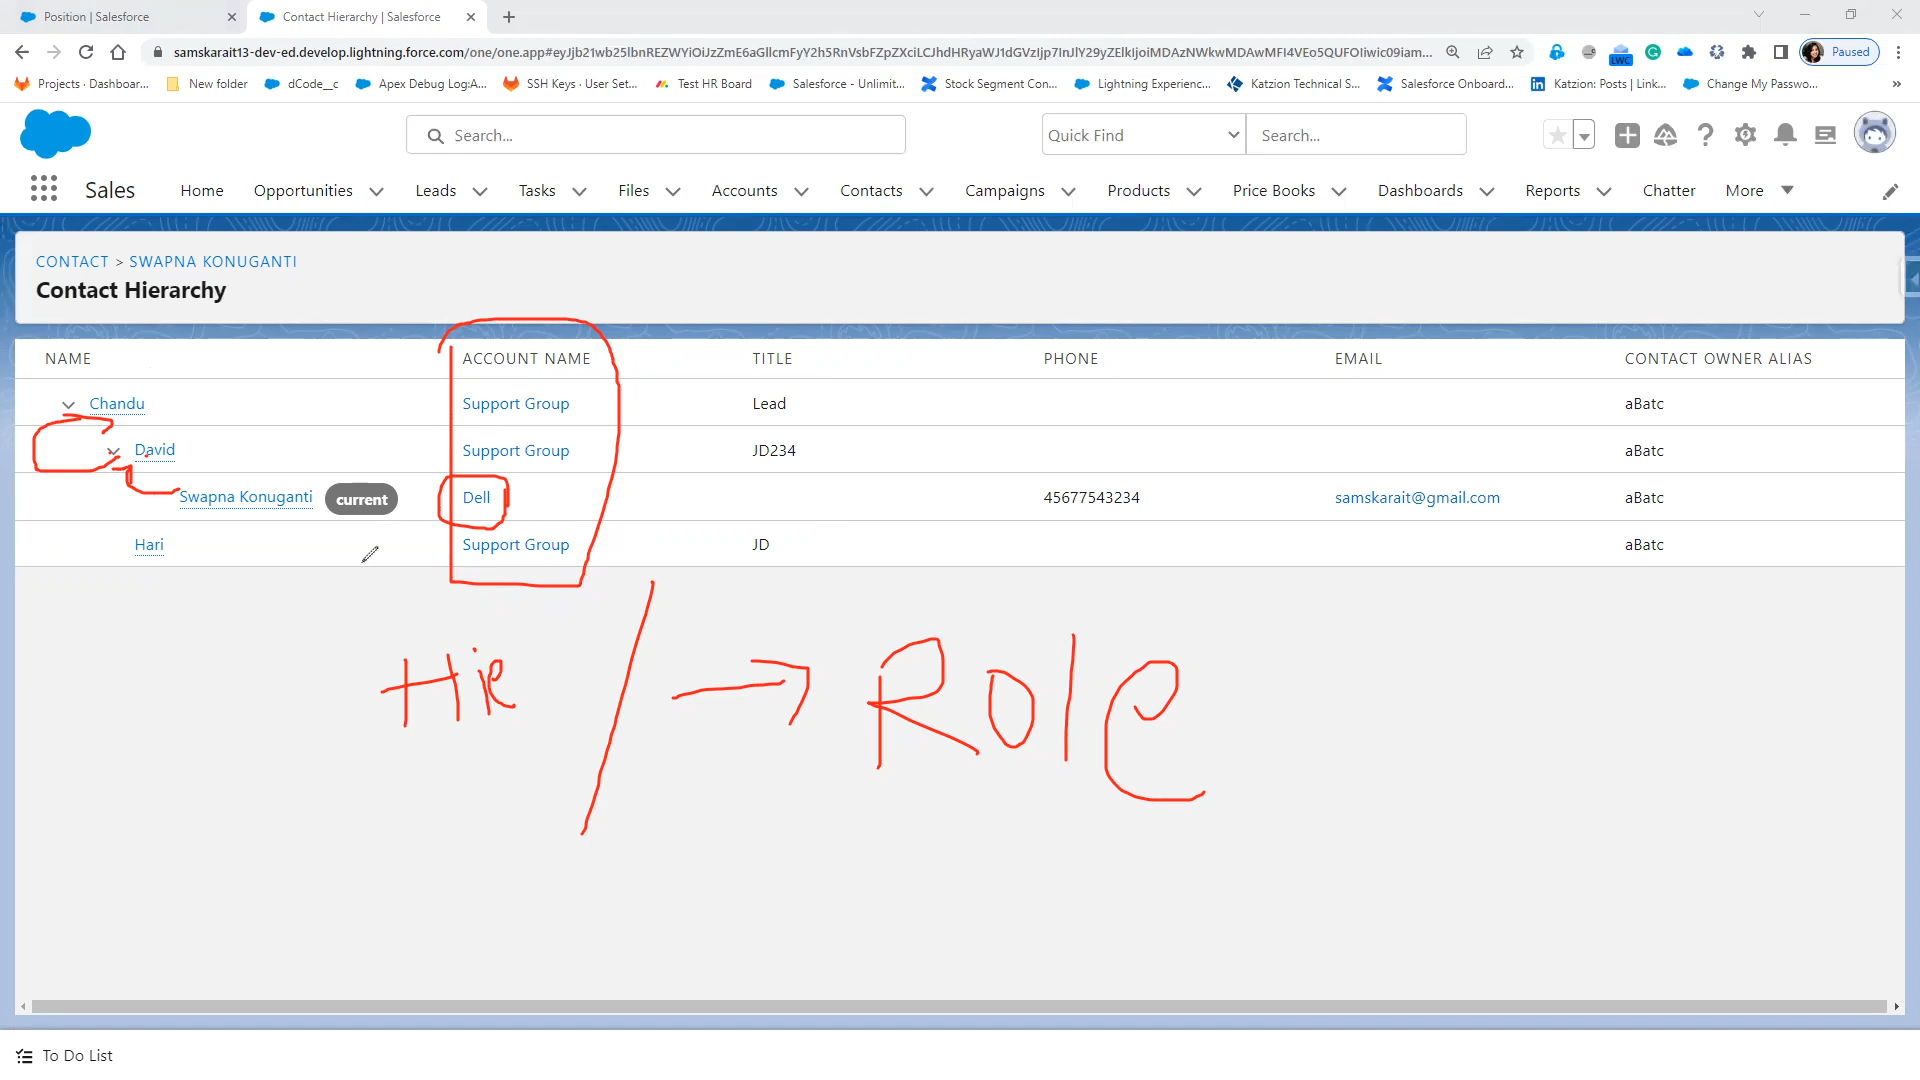 Position | Salesforce
Contact Hierarchy | Salesforce
samskarait13-dev-ed.develop.lightning.force.com/one/one.app#eyJjb21wb25lbnREZWYiOiJzZmE6aGllcmFyY2h5RnVsbFZpZXciLCJhdHRyaWJ1dGVzIjp7InJlY29yZElkIjoiMDAzNWkwMDAwMFI4VEo5QUFOIiwic09iam...
Paused
Projects · Dashboar...
New folder
dCode__c
Apex Debug Log:A...
SSH Keys · User Set...
Test HR Board
Salesforce - Unlimit...
Stock Segment Con...
Lightning Experienc...
Katzion Technical S...
Salesforce Onboard...
Katzion: Posts | Link...
Change My Passwo...
»
LWC
Search...
Quick Find
Search...
Sales
Home
Opportunities
Leads
Tasks
Files
Accounts
Contacts
Campaigns
Products
Price Books
Dashboards
Reports
Chatter
More
CONTACT > SWAPNA KONUGANTI
Contact Hierarchy
NAME ACCOUNT NAME TITLE PHONE EMAIL CONTACT OWNER ALIAS
Chandu Support Group Lead aBatc
David Support Group JD234 aBatc
Swapna Konuganti current Dell 45677543234 samskarait@gmail.com aBatc
Hari Support Group JD aBatc
Hie
Role
To Do List